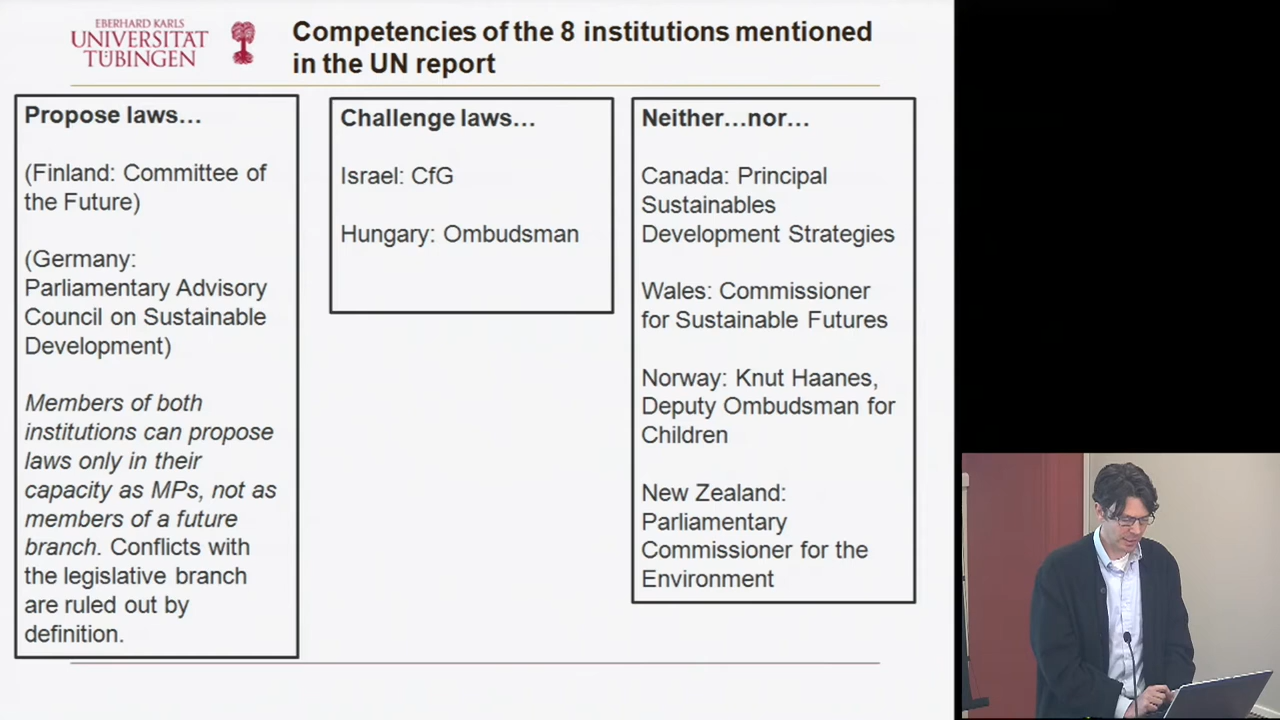 EBERHARD KARLS
UNIVERSITÄT
TÜBINGEN
Competencies of the 8 institutions mentioned
in the UN report
Propose laws…
(Finland: Committee of
the Future)
(Germany:
Parliamentary Advisory
Council on Sustainable
Development)
Members of both
institutions can propose
laws only in their
capacity as MPs, not as
members of a future
branch. Conflicts with
the legislative branch
are ruled out by
definition.
Challenge laws…
Israel: CfG
Hungary: Ombudsman
Neither…nor…
Canada: Principal
Sustainables
Development Strategies
Wales: Commissioner
for Sustainable Futures
Norway: Knut Haanes,
Deputy Ombudsman for
Children
New Zealand:
Parliamentary
Commissioner for the
Environment